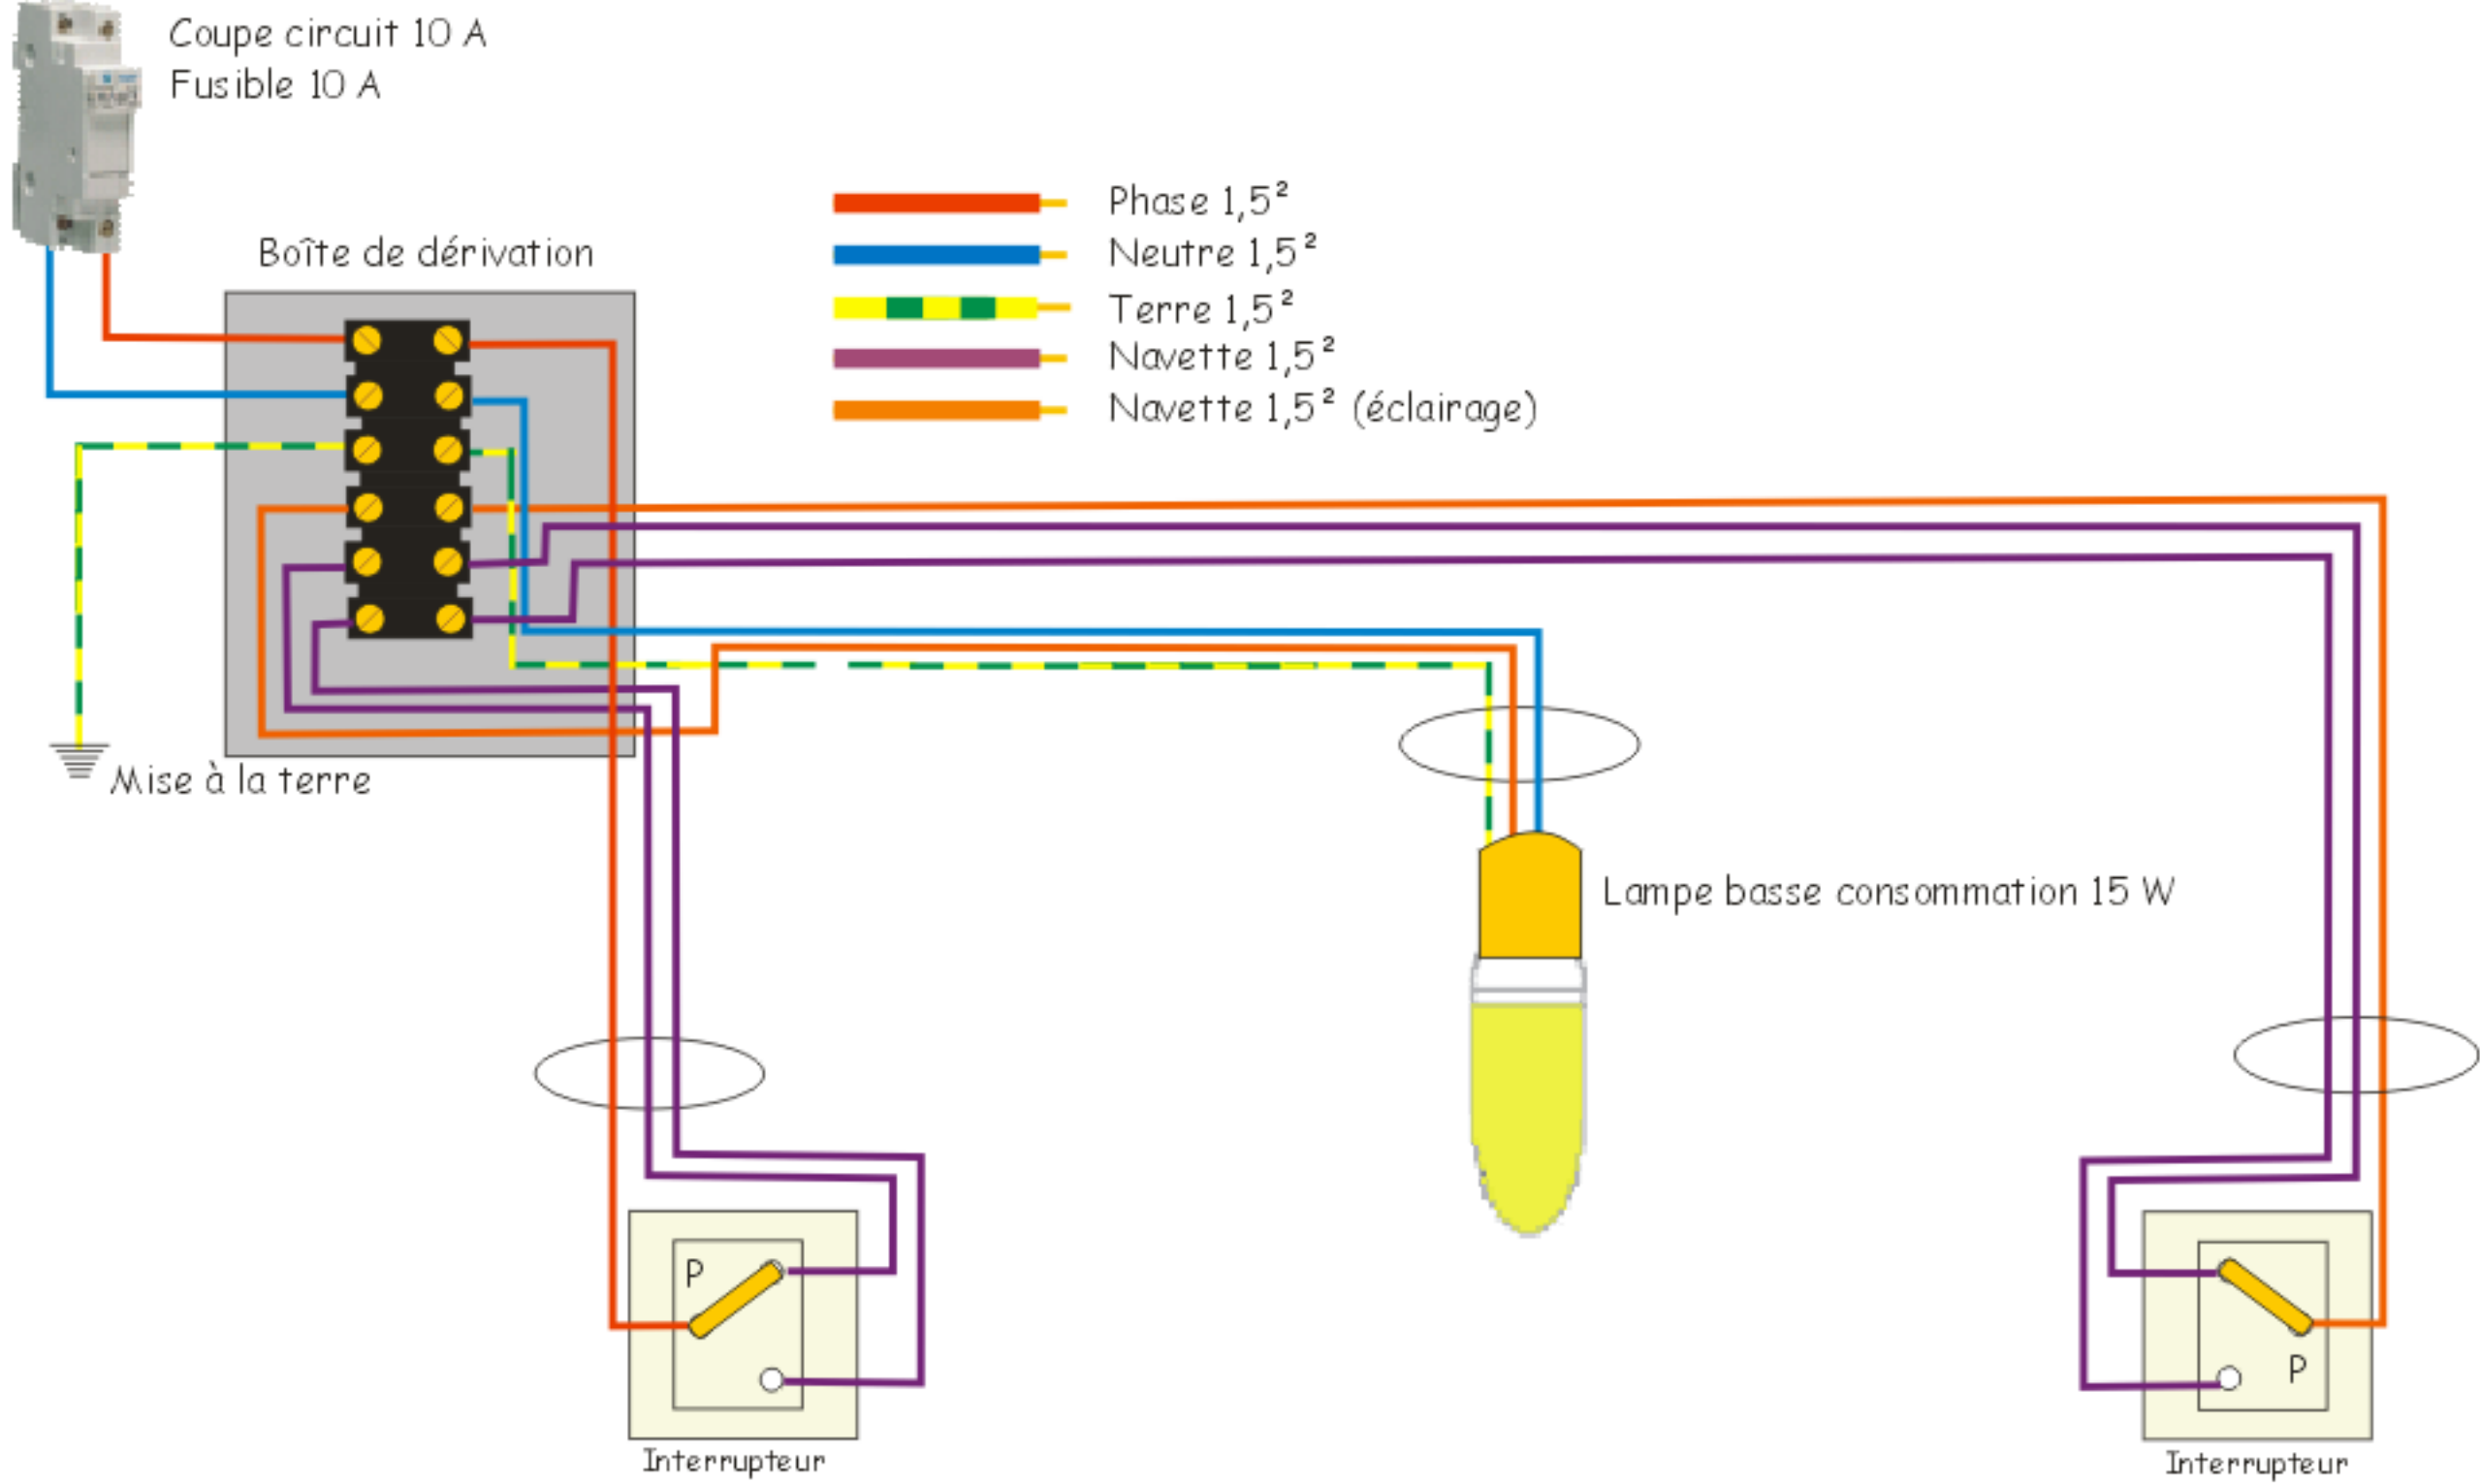 Coupe circuit 10 A
Fusible 10 A
Boîte de dérivation
Phase 1,5²
Neutre 1,5²
Terre 1,5²
Navette 1,5²
Navette 1,5² (éclairage)
Mise à la terre
Lampe basse consommation 15 W
P
Interrupteur
P
Interrupteur